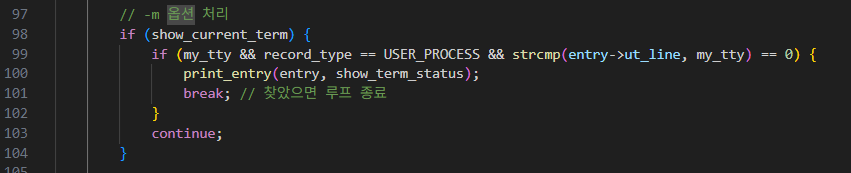 97 // -m 옵션 처리
98 if (show_current_term) {
99 if (my_tty && record_type == USER_PROCESS && strcmp(entry->ut_line, my_tty) == 0) {
100 print_entry(entry, show_term_status);
101 break; // 찾았으면 루프 종료
102 }
103 continue;
104 }
105